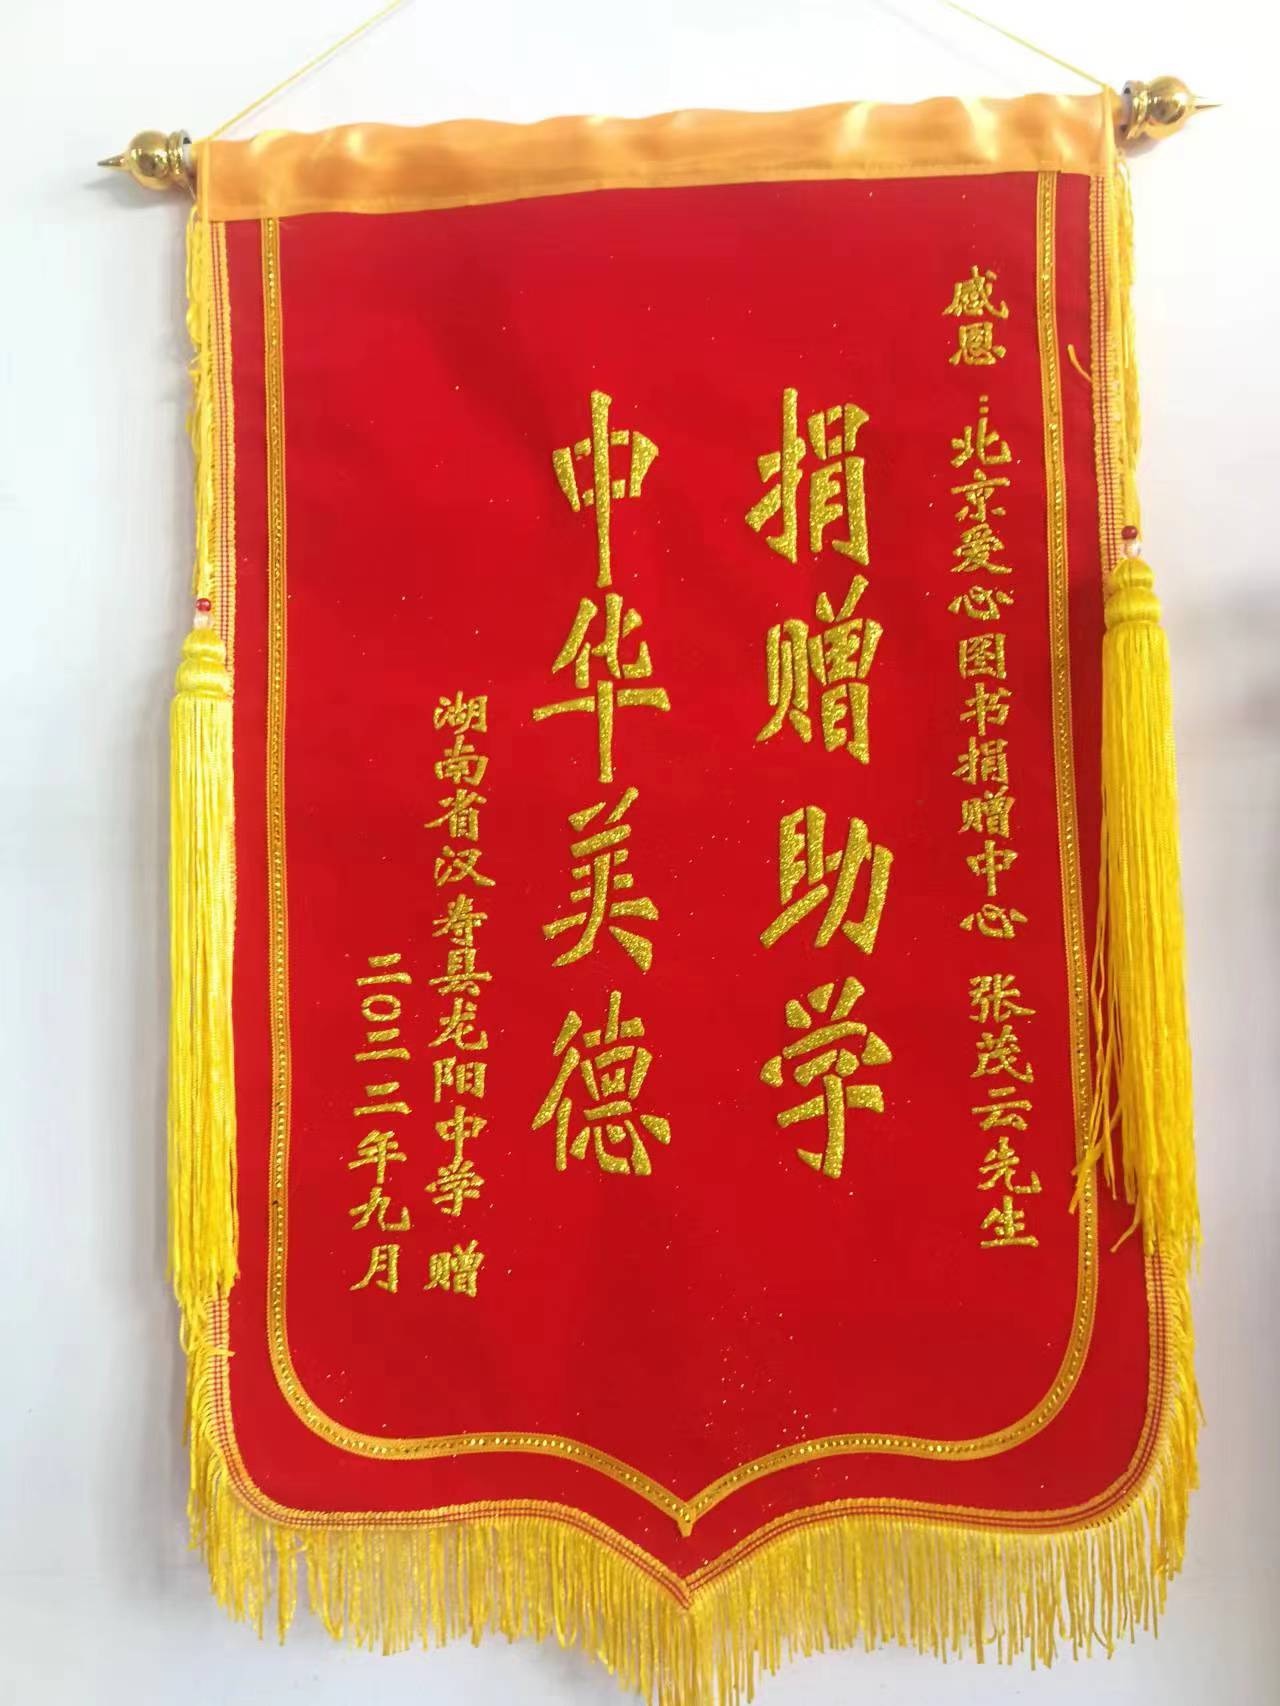 感恩：北京爱心图书捐赠中心 张茂云先生
捐赠助学
中华美德
湖南省汉寿县龙阳中学 赠
二〇二二年九月